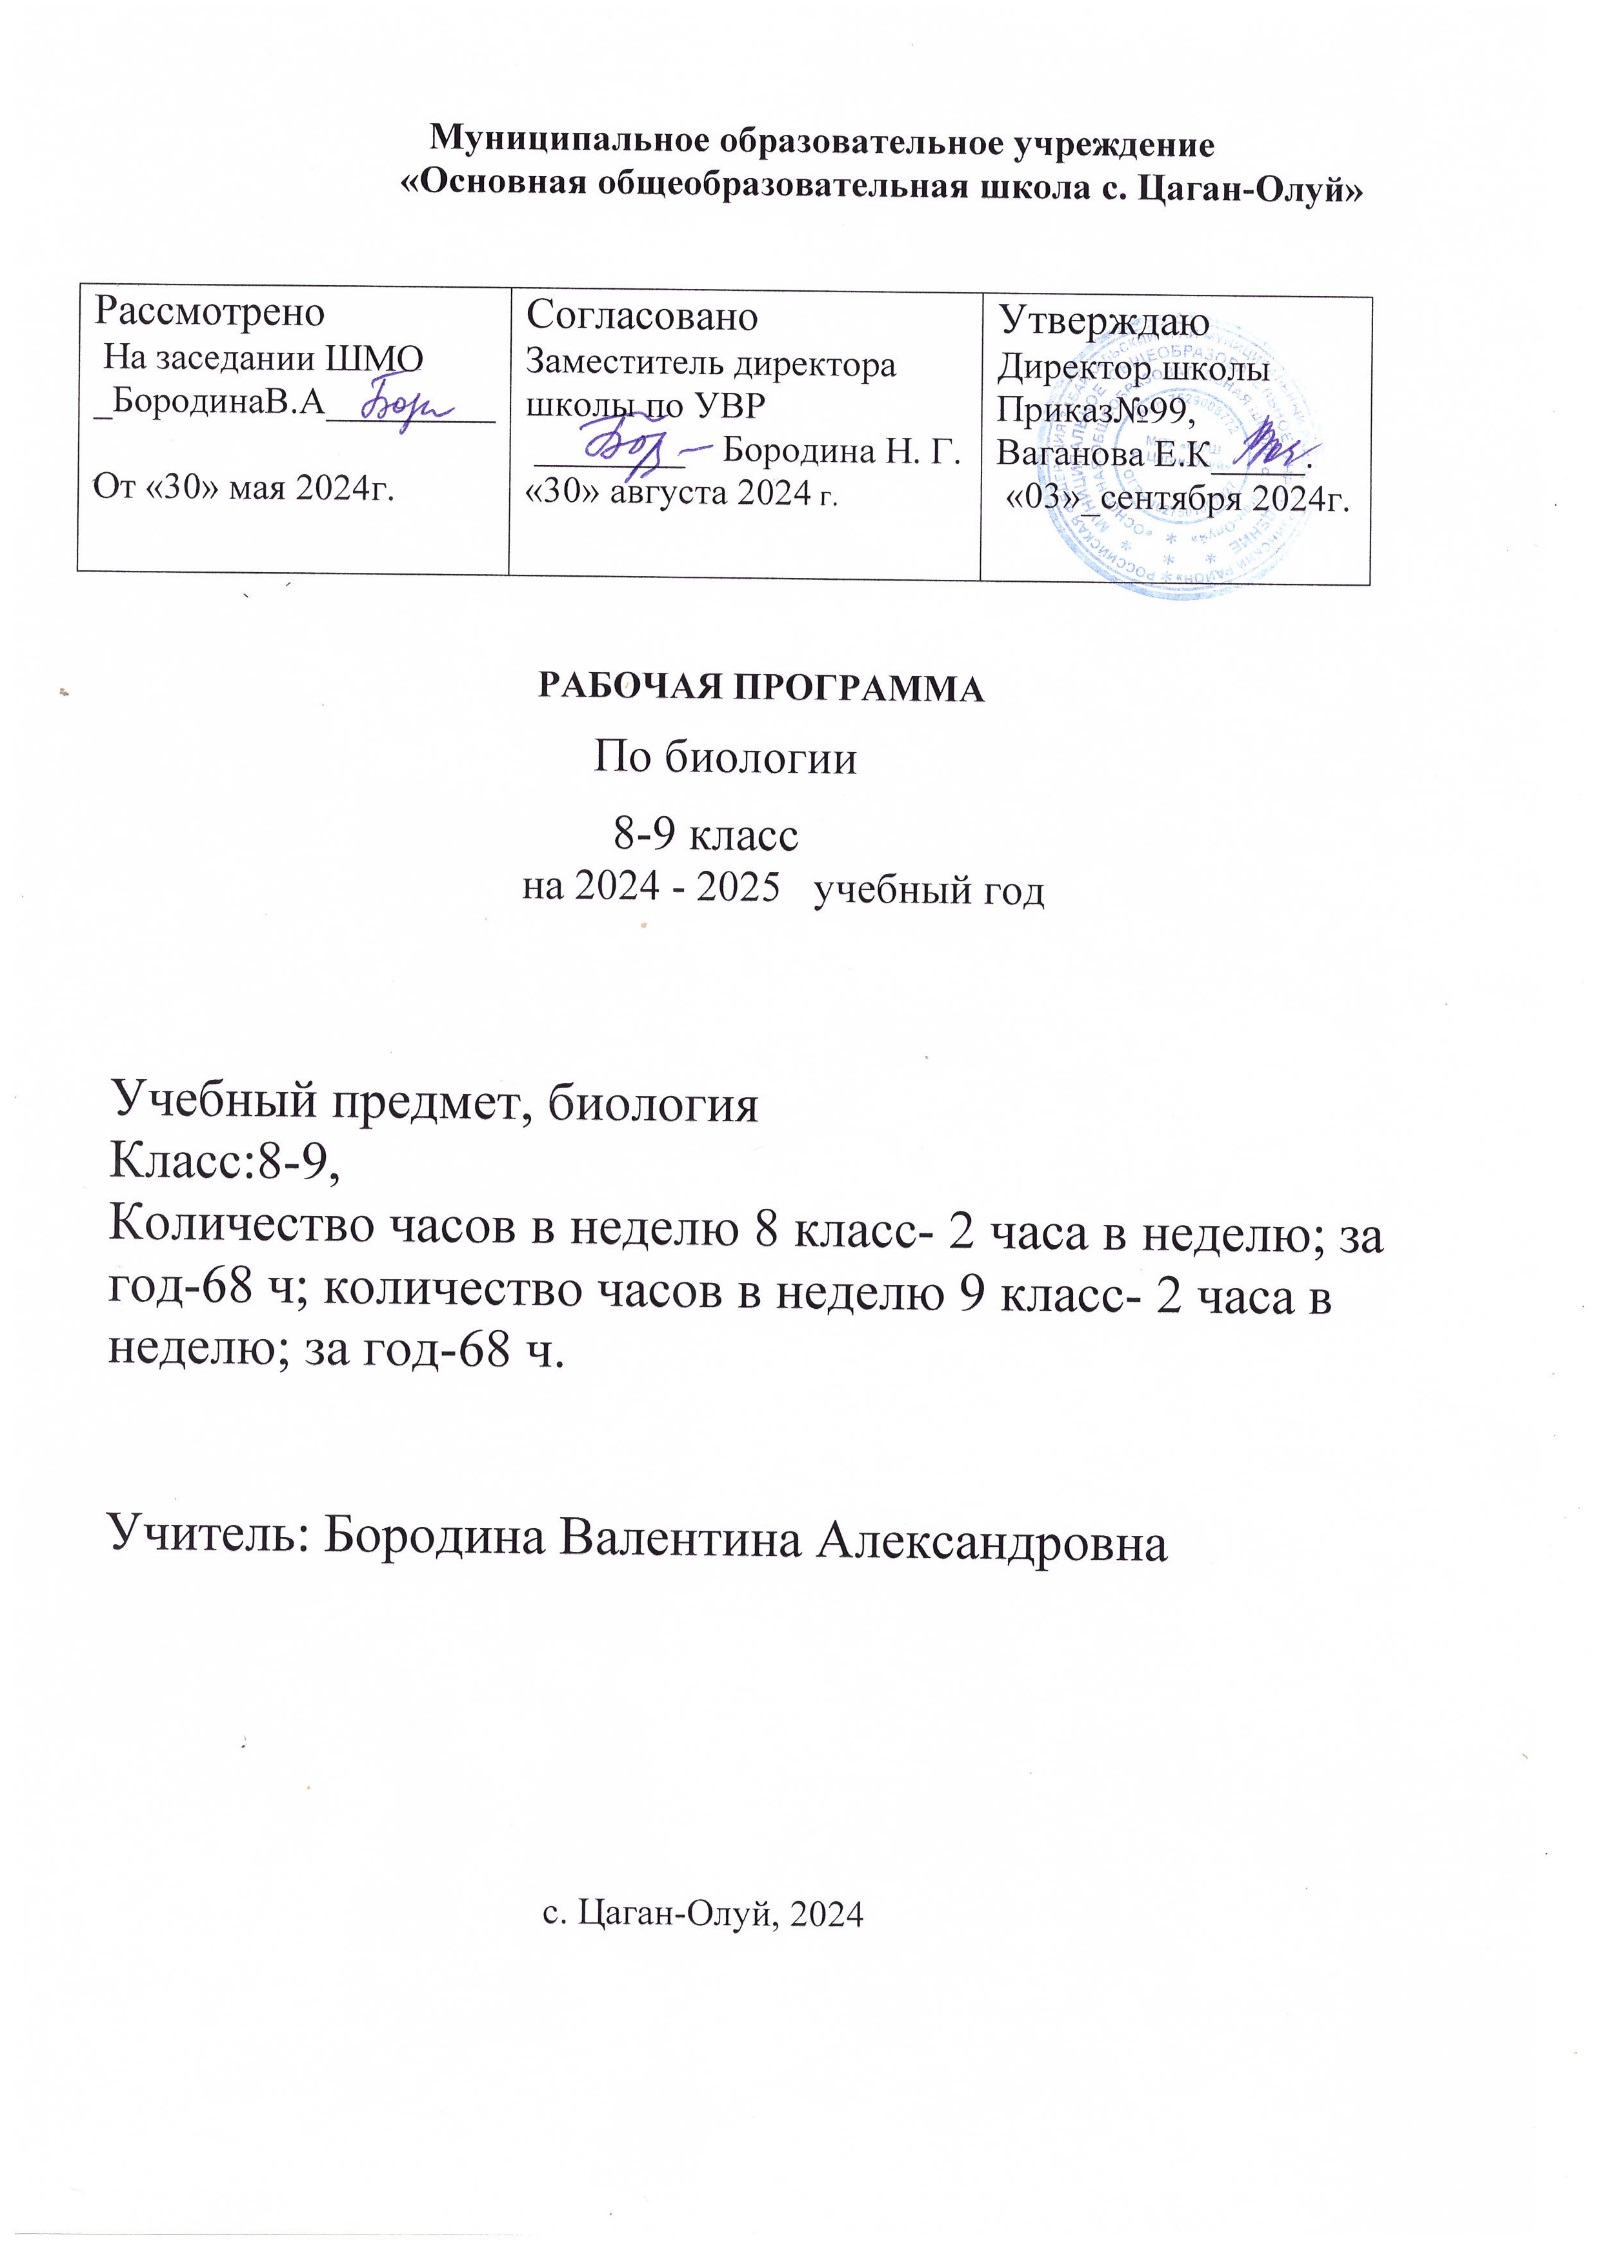 Муниципальное образовательное учреждение
«Основная общеобразовательная школа с. Цаган-Олуй»
Рассмотрено
На заседании ШМО
_БородинаВ.А_________
От «30» мая 2024г.
Согласовано
Заместитель директора
школы по УВР
________ Бородина Н. Г.
«30» августа 2024 г.
Утверждаю
Директор школы
Приказ№99,
Ваганова Е.К_____.
«03»_сентября 2024г.
РАБОЧАЯ ПРОГРАММА
По биологии
8-9 класс
на 2024 - 2025 учебный год
Учебный предмет, биология
Класс:8-9,
Количество часов в неделю 8 класс- 2 часа в неделю; за
год-68 ч; количество часов в неделю 9 класс- 2 часа в
неделю; за год-68 ч.
Учитель: Бородина Валентина Александровна
с. Цаган-Олуй, 2024